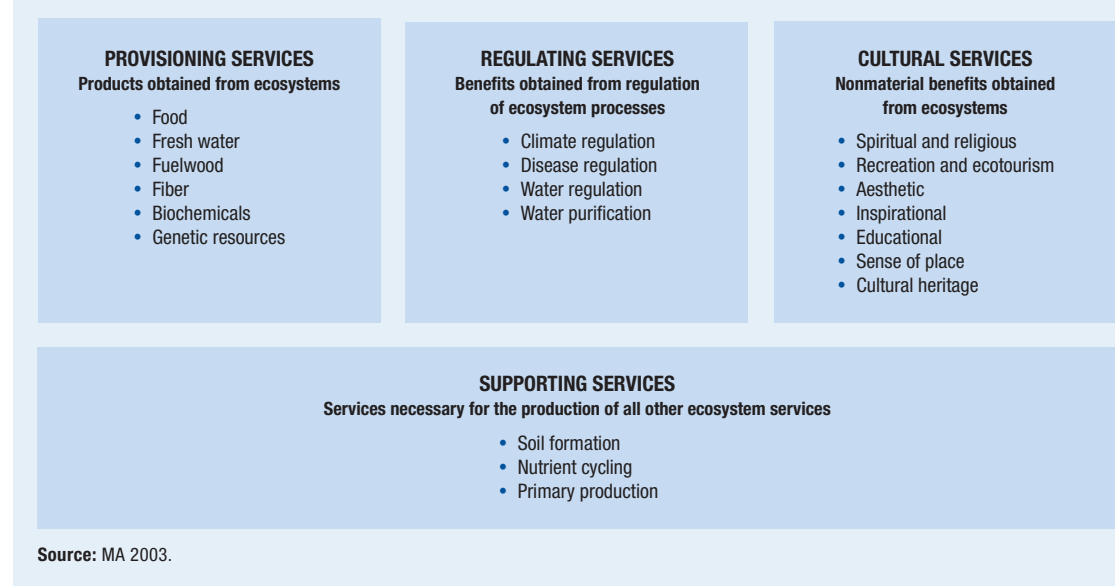 PROVISIONING SERVICES
Products obtained from ecosystems
• Food
• Fresh water
• Fuelwood
• Fiber
• Biochemicals
• Genetic resources
REGULATING SERVICES
Benefits obtained from regulation
of ecosystem processes
• Climate regulation
• Disease regulation
• Water regulation
• Water purification
CULTURAL SERVICES
Nonmaterial benefits obtained
from ecosystems
• Spiritual and religious
• Recreation and ecotourism
• Aesthetic
• Inspirational
• Educational
• Sense of place
• Cultural heritage
SUPPORTING SERVICES
Services necessary for the production of all other ecosystem services
• Soil formation
• Nutrient cycling
• Primary production
Source: MA 2003.